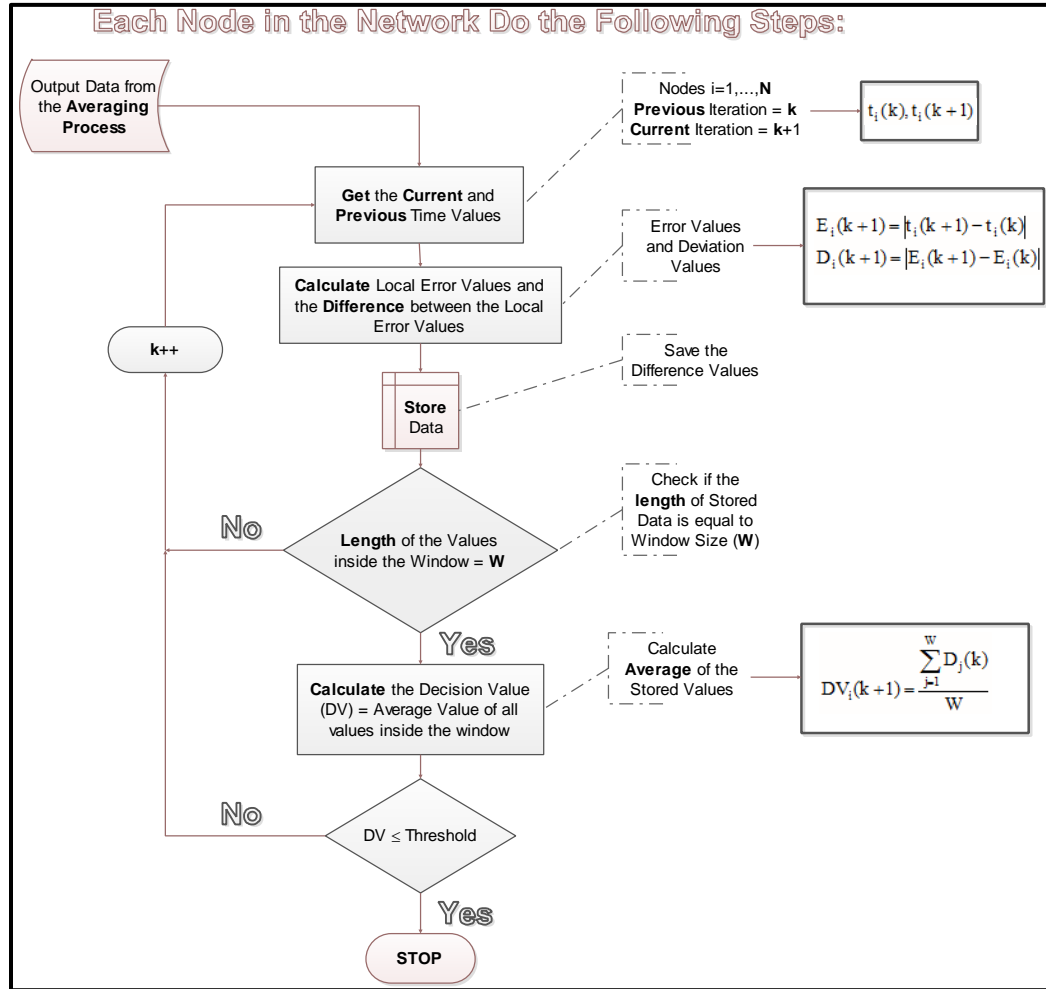 Each Node in the Network Do the Following Steps:
Output Data from
the Averaging
Process
Nodes i=1,...,N
Previous Iteration = k
Current Iteration = k+1
t_i(k), t_i(k+1)
Get the Current and
Previous Time Values
Error Values
and Deviation
Values
E_i(k+1) = |t_i(k+1) − t_i(k)|
D_i(k+1) = |E_i(k+1) − E_i(k)|
Calculate Local Error Values and
the Difference between the Local
Error Values
k++
Save the
Difference Values
Store
Data
Check if the
length of Stored
Data is equal to
Window Size (W)
No
Length of the Values
inside the Window = W
Yes
Calculate
Average of the
Stored Values
DV_i(k+1) = \frac{\sum_{j=1}^{W} D_j(k)}{W}
Calculate the Decision Value
(DV) = Average Value of all
values inside the window
No
DV ≤ Threshold
Yes
STOP